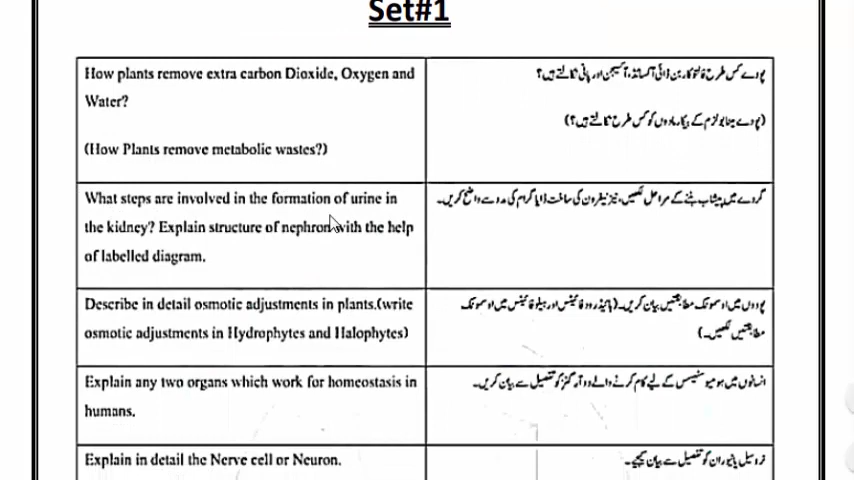 Set#1
How plants remove extra carbon Dioxide, Oxygen and
Water?
(How Plants remove metabolic wastes?)
پودے کس طرح فالتو کاربن ڈائی آکسائڈ، آکسیجن اور پانی نکالتے ہیں؟
(پودے میٹابولزم کے بیکار مادوں کو کس طرح نکالتے ہیں؟)
What steps are involved in the formation of urine in
the kidney? Explain structure of nephron with the help
of labelled diagram.
گردے میں پیشاب بننے کے مراحل لکھیں، نیز نیفرون کی ساخت ڈایاگرام کی مدد سے واضح کریں۔
Describe in detail osmotic adjustments in plants.(write
osmotic adjustments in Hydrophytes and Halophytes)
پودوں میں اوسموٹک مطابقتیں بیان کریں۔ (ہائیڈروفائیٹس اور ہیلوفائیٹس میں اوسموٹک
مطابقتیں لکھیں۔)
Explain any two organs which work for homeostasis in
humans.
انسانوں میں ہومیوسٹیسس کے لیے کام کرنے والے دو آرگنز کو تفصیل سے بیان کریں۔
Explain in detail the Nerve cell or Neuron.
نروسیل یا نیوران کو تفصیل سے بیان کیجیے۔